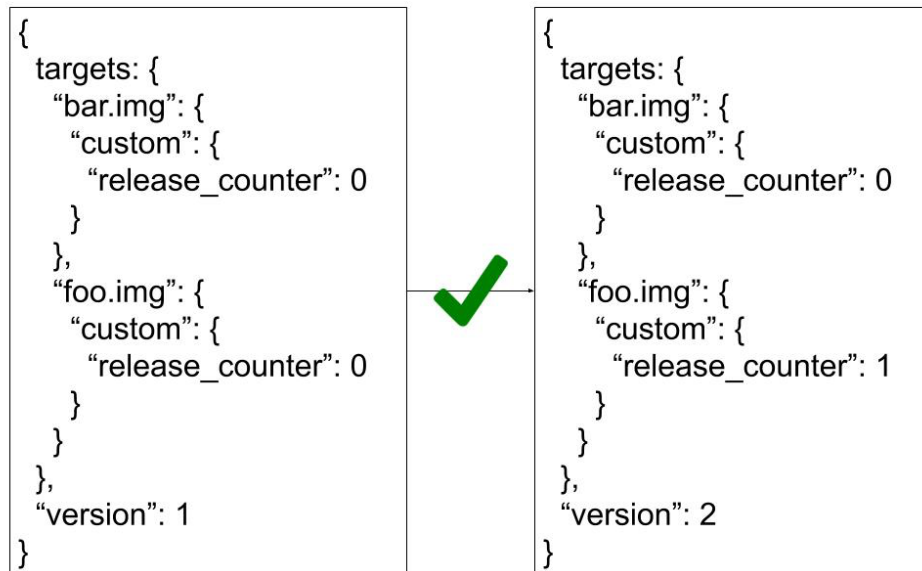 {
targets: {
“bar.img”: {
“custom”: {
“release_counter”: 0
}
},
“foo.img”: {
“custom”: {
“release_counter”: 0
}
}
},
“version”: 1
}
{
targets: {
“bar.img”: {
“custom”: {
“release_counter”: 0
}
},
“foo.img”: {
“custom”: {
“release_counter”: 1
}
}
},
“version”: 2
}